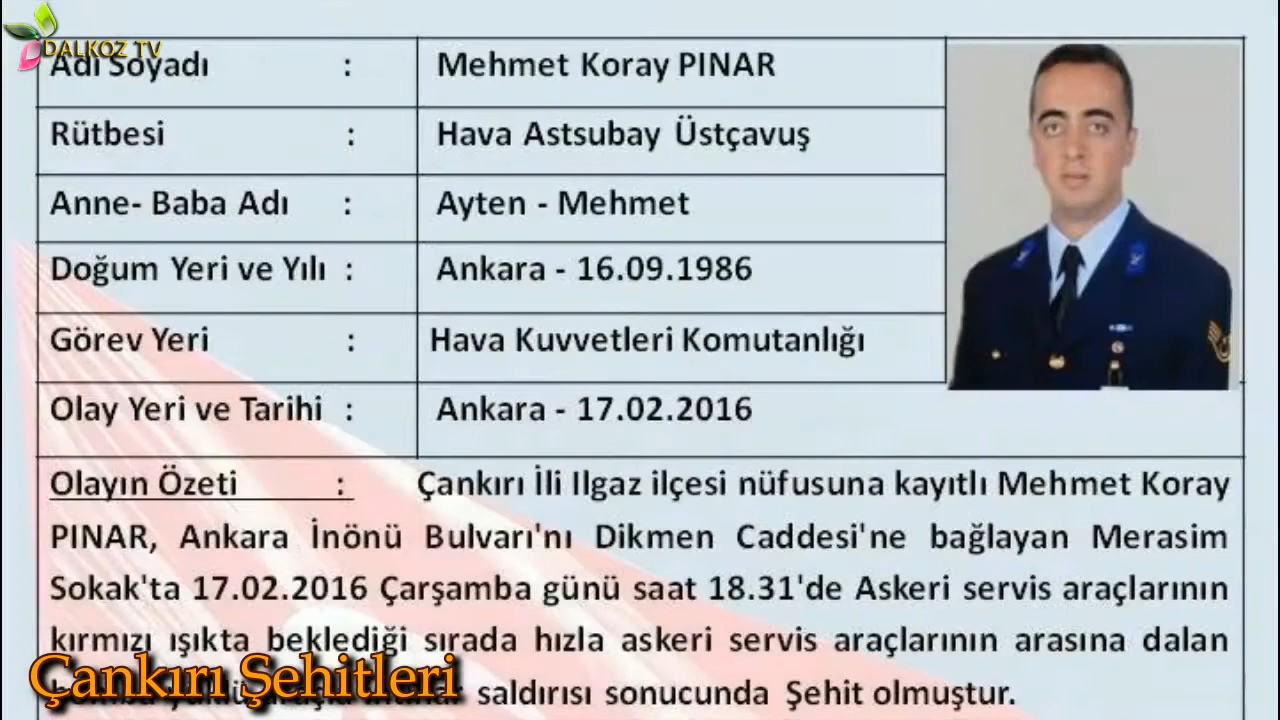 DALKOZ TV
Adı Soyadı : Mehmet Koray PINAR
Rütbesi : Hava Astsubay Üstçavuş
Anne- Baba Adı : Ayten - Mehmet
Doğum Yeri ve Yılı : Ankara - 16.09.1986
Görev Yeri : Hava Kuvvetleri Komutanlığı
Olay Yeri ve Tarihi : Ankara - 17.02.2016
Olayın Özeti : Çankırı İli Ilgaz ilçesi nüfusuna kayıtlı Mehmet Koray
PINAR, Ankara İnönü Bulvarı'nı Dikmen Caddesi'ne bağlayan Merasim
Sokak'ta 17.02.2016 Çarşamba günü saat 18.31'de Askeri servis araçlarının
kırmızı ışıkta beklediği sırada hızla askeri servis araçlarının arasına dalan
saldırısı sonucunda Şehit olmuştur.
Çankırı Şehitleri